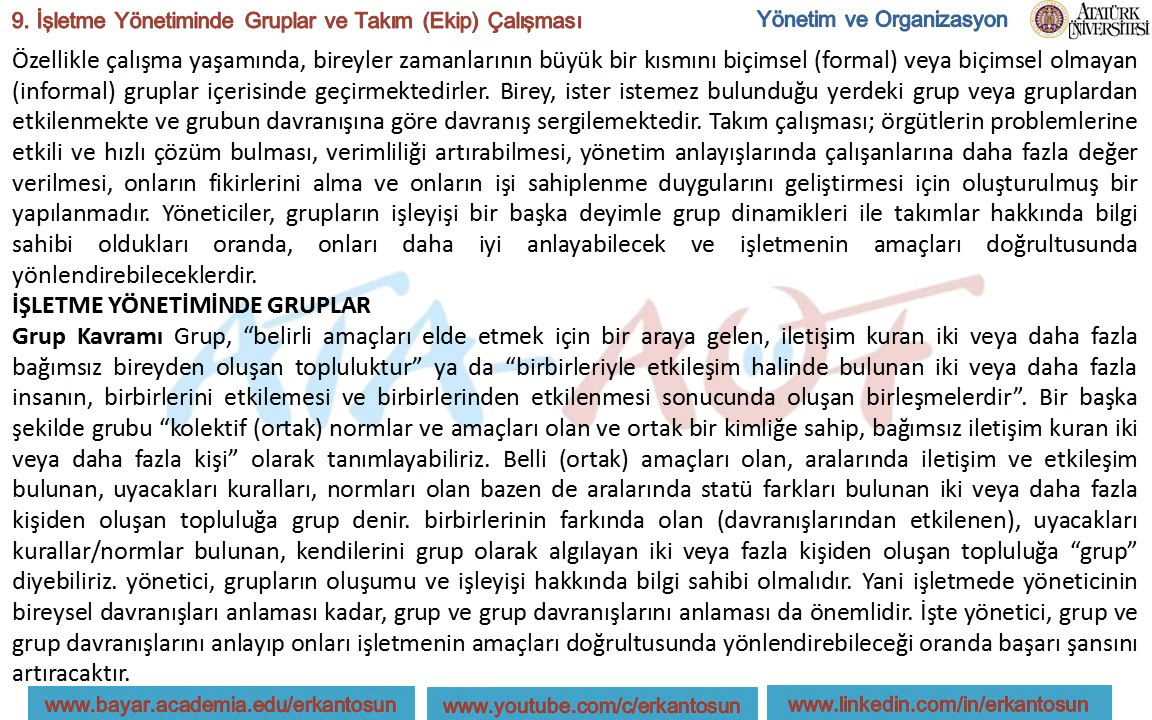 9. İşletme Yönetiminde Gruplar ve Takım (Ekip) Çalışması
Yönetim ve Organizasyon
ATATÜRK
ÜNİVERSİTESİ
Özellikle çalışma yaşamında, bireyler zamanlarının büyük bir kısmını biçimsel (formal) veya biçimsel olmayan
(informal) gruplar içerisinde geçirmektedirler. Birey, ister istemez bulunduğu yerdeki grup veya gruplardan
etkilenmekte ve grubun davranışına göre davranış sergilemektedir. Takım çalışması; örgütlerin problemlerine
etkili ve hızlı çözüm bulması, verimliliği artırabilmesi, yönetim anlayışlarında çalışanlarına daha fazla değer
verilmesi, onların fikirlerini alma ve onların işi sahiplenme duygularını geliştirmesi için oluşturulmuş bir
yapılanmadır. Yöneticiler, grupların işleyişi bir başka deyimle grup dinamikleri ile takımlar hakkında bilgi
sahibi oldukları oranda, onları daha iyi anlayabilecek ve işletmenin amaçları doğrultusunda
yönlendirebileceklerdir.
İŞLETME YÖNETİMİNDE GRUPLAR
Grup Kavramı Grup, “belirli amaçları elde etmek için bir araya gelen, iletişim kuran iki veya daha fazla
bağımsız bireyden oluşan topluluktur” ya da “birbirleriyle etkileşim halinde bulunan iki veya daha fazla
insanın, birbirlerini etkilemesi ve birbirlerinden etkilenmesi sonucunda oluşan birleşmelerdir”. Bir başka
şekilde grubu “kolektif (ortak) normlar ve amaçları olan ve ortak bir kimliğe sahip, bağımsız iletişim kuran iki
veya daha fazla kişi” olarak tanımlayabiliriz. Belli (ortak) amaçları olan, aralarında iletişim ve etkileşim
bulunan, uyacakları kuralları, normları olan bazen de aralarında statü farkları bulunan iki veya daha fazla
kişiden oluşan topluluğa grup denir. birbirlerinin farkında olan (davranışlarından etkilenen), uyacakları
kurallar/normlar bulunan, kendilerini grup olarak algılayan iki veya fazla kişiden oluşan topluluğa “grup”
diyebiliriz. yönetici, grupların oluşumu ve işleyişi hakkında bilgi sahibi olmalıdır. Yani işletmede yöneticinin
bireysel davranışları anlaması kadar, grup ve grup davranışlarını anlaması da önemlidir. İşte yönetici, grup ve
grup davranışlarını anlayıp onları işletmenin amaçları doğrultusunda yönlendirebileceği oranda başarı şansını
artıracaktır.
ATA-AÖF
www.bayar.academia.edu/erkantosun
www.youtube.com/c/erkantosun
www.linkedin.com/in/erkantosun